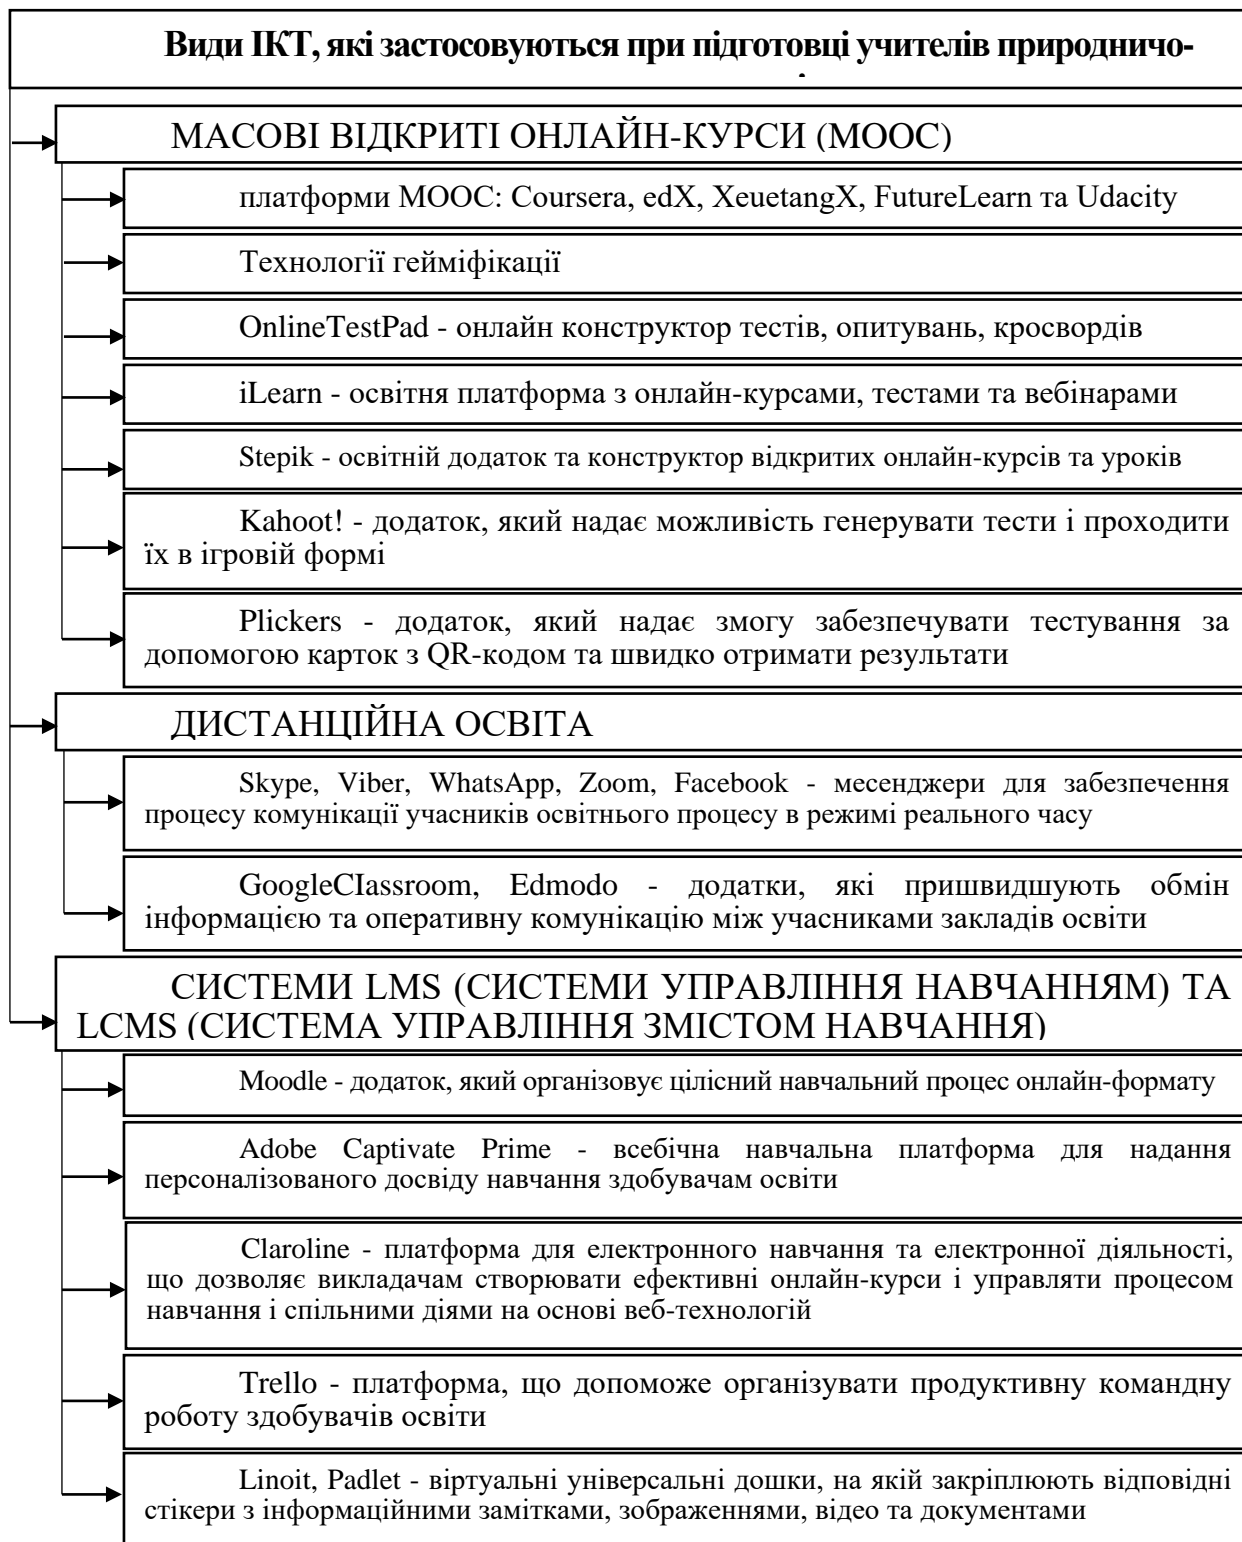 Види ІКТ, які застосовуються при підготовці учителів природничо-
МАСОВІ ВІДКРИТІ ОНЛАЙН-КУРСИ (МООС)
платформи МООС: Coursera, edX, XeuetangX, FutureLearn та Udacity
Технології гейміфікації
OnlineTestPad - онлайн конструктор тестів, опитувань, кросвордів
iLearn - освітня платформа з онлайн-курсами, тестами та вебінарами
Stepik - освітній додаток та конструктор відкритих онлайн-курсів та уроків
Kahoot! - додаток, який надає можливість генерувати тести і проходити
їх в ігровій формі
Plickers - додаток, який надає змогу забезпечувати тестування за
допомогою карток з QR-кодом та швидко отримати результати
ДИСТАНЦІЙНА ОСВІТА
Skype, Viber, WhatsApp, Zoom, Facebook - месенджери для забезпечення
процесу комунікації учасників освітнього процесу в режимі реального часу
GoogleCIassroom, Edmodo - додатки, які пришвидшують обмін
інформацією та оперативну комунікацію між учасниками закладів освіти
СИСТЕМИ LMS (СИСТЕМИ УПРАВЛІННЯ НАВЧАННЯМ) ТА
LCMS (СИСТЕМА УПРАВЛІННЯ ЗМІСТОМ НАВЧАННЯ)
Moodle - додаток, який організовує цілісний навчальний процес онлайн-формату
Adobe Captivate Prime - всебічна навчальна платформа для надання
персоналізованого досвіду навчання здобувачам освіти
Claroline - платформа для електронного навчання та електронної діяльності,
що дозволяє викладачам створювати ефективні онлайн-курси і управляти процесом
навчання і спільними діями на основі веб-технологій
Trello - платформа, що допоможе організувати продуктивну командну
роботу здобувачів освіти
Linoit, Padlet - віртуальні універсальні дошки, на якій закріплюють відповідні
стікери з інформаційними замітками, зображеннями, відео та документами